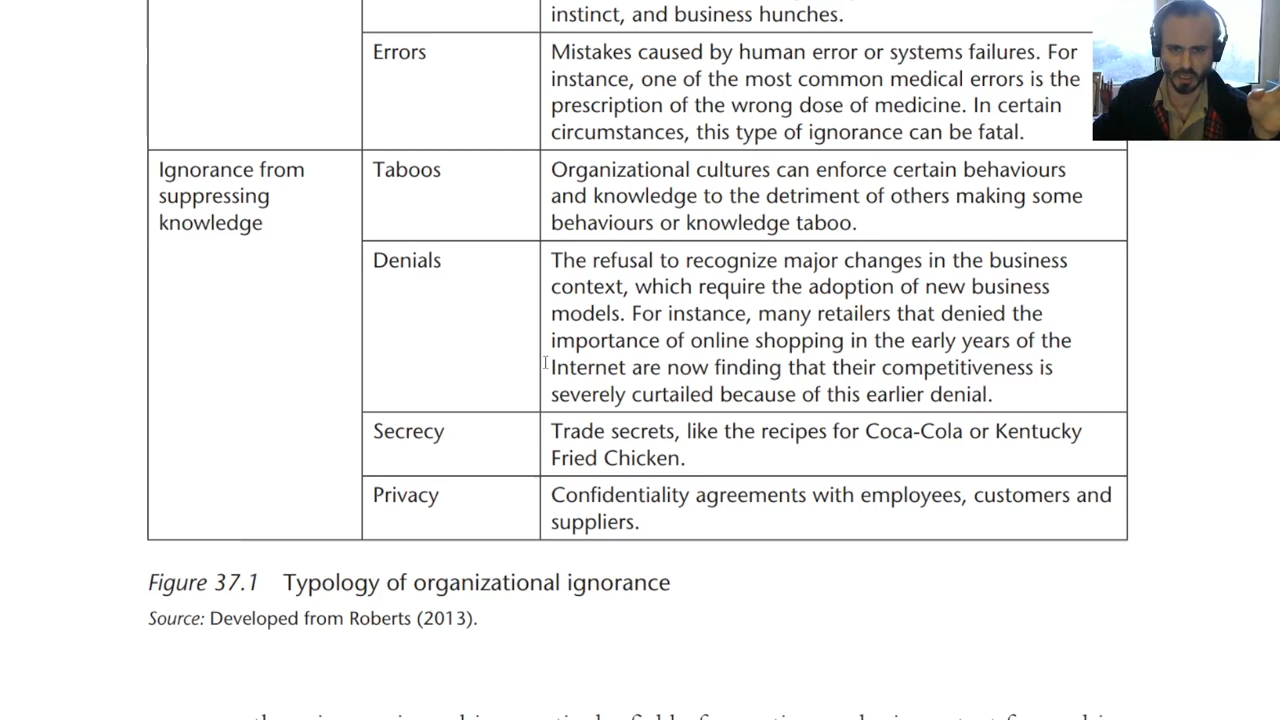 instinct, and business hunches.
Errors
Mistakes caused by human error or systems failures. For
instance, one of the most common medical errors is the
prescription of the wrong dose of medicine. In certain
circumstances, this type of ignorance can be fatal.
Ignorance from
suppressing
knowledge
Taboos
Organizational cultures can enforce certain behaviours
and knowledge to the detriment of others making some
behaviours or knowledge taboo.
Denials
The refusal to recognize major changes in the business
context, which require the adoption of new business
models. For instance, many retailers that denied the
importance of online shopping in the early years of the
Internet are now finding that their competitiveness is
severely curtailed because of this earlier denial.
Secrecy
Trade secrets, like the recipes for Coca-Cola or Kentucky
Fried Chicken.
Privacy
Confidentiality agreements with employees, customers and
suppliers.
Figure 37.1 Typology of organizational ignorance
Source: Developed from Roberts (2013).